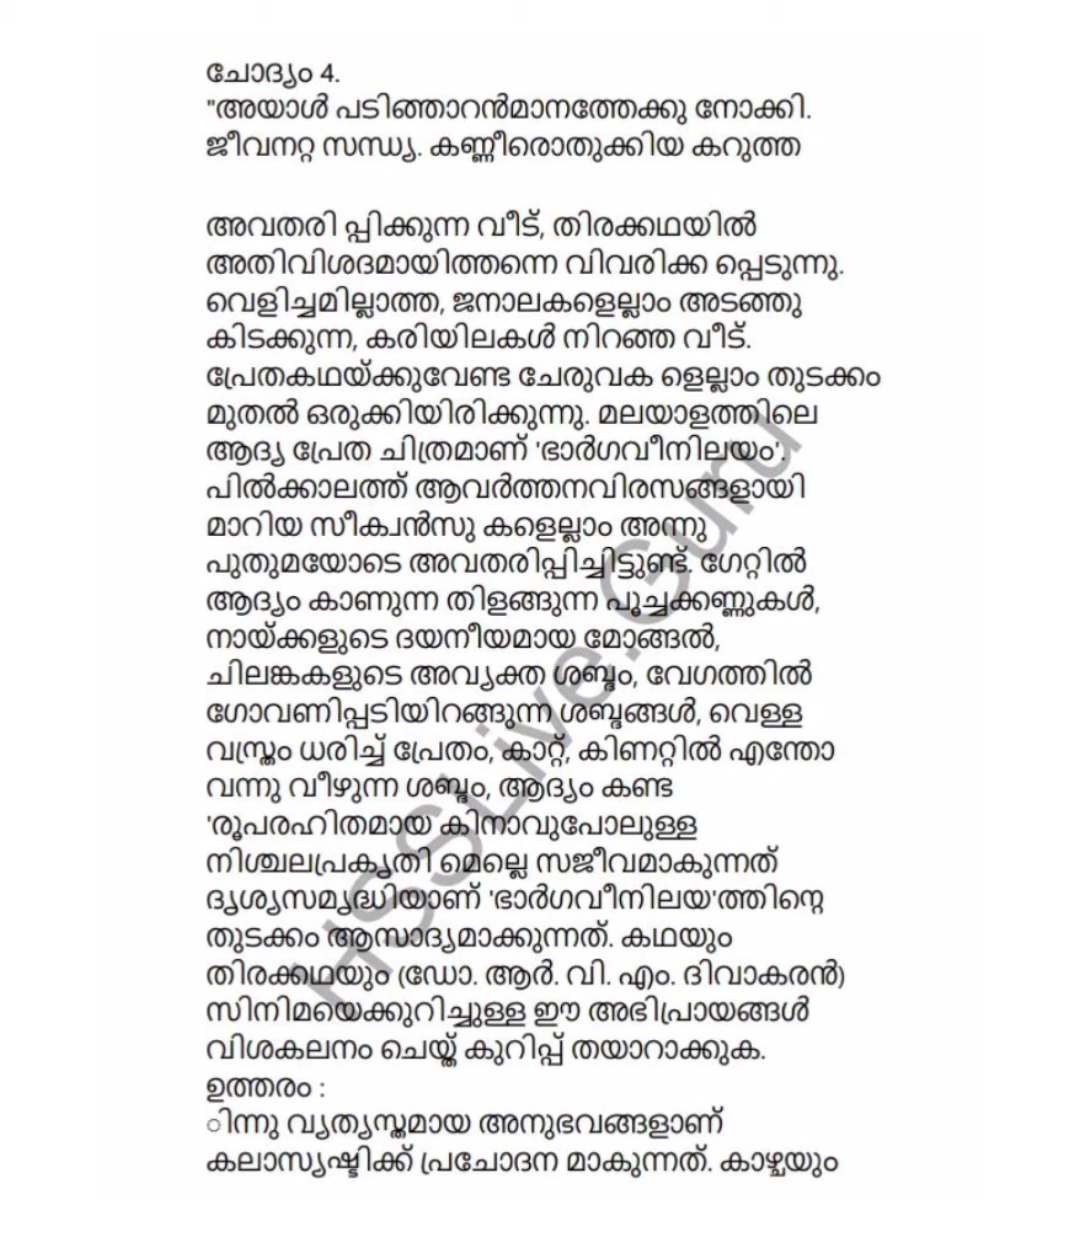 ചോദ്യം 4.
"അയാൾ പടിഞ്ഞാറൻമാനത്തേക്കു നോക്കി.
ജീവനറ്റ സന്ധ്യ. കണ്ണീരൊതുക്കിയ കറുത്ത
അവതരി പ്പിക്കുന്ന വീട്, തിരക്കഥയിൽ
അതിവിശദമായിത്തന്നെ വിവരിക്ക പ്പെടുന്നു.
വെളിച്ചമില്ലാത്ത, ജനാലകളെല്ലാം അടഞ്ഞു
കിടക്കുന്ന, കരിയിലകൾ നിറഞ്ഞ വീട്.
പ്രേതകഥയ്ക്കുവേണ്ട ചേരുവക ളെല്ലാം തുടക്കം
മുതൽ ഒരുക്കിയിരിക്കുന്നു. മലയാളത്തിലെ
ആദ്യ പ്രേത ചിത്രമാണ് 'ഭാർഗവീനിലയം'.
പിൽക്കാലത്ത് ആവർത്തനവിരസങ്ങളായി
മാറിയ സീക്വൻസു കളെല്ലാം അന്നു
പുതുമയോടെ അവതരിപ്പിച്ചിട്ടുണ്ട്. ഗേറ്റിൽ
ആദ്യം കാണുന്ന തിളങ്ങുന്ന പൂച്ചക്കണ്ണുകൾ,
നായ്ക്കളുടെ ദയനീയമായ മോങ്ങൽ,
ചിലങ്കകളുടെ അവ്യക്ത ശബ്ദം, വേഗത്തിൽ
ഗോവണിപ്പടിയിറങ്ങുന്ന ശബ്ദങ്ങൾ, വെള്ള
വസ്ത്രം ധരിച്ച് പ്രേതം, കാറ്റ്, കിണറ്റിൽ എന്തോ
വന്നു വീഴുന്ന ശബ്ദം, ആദ്യം കണ്ട
'രൂപരഹിതമായ കിനാവുപോലുള്ള
നിശ്ചലപ്രകൃതി മെല്ലെ സജീവമാകുന്നത്
ദൃശ്യസമൃദ്ധിയാണ് 'ഭാർഗവീനിലയ'ത്തിന്റെ
തുടക്കം ആസാദ്യമാക്കുന്നത്. കഥയും
തിരക്കഥയും (ഡോ. ആർ. വി. എം. ദിവാകരൻ)
സിനിമയെക്കുറിച്ചുള്ള ഈ അഭിപ്രായങ്ങൾ
വിശകലനം ചെയ്ത് കുറിപ്പ് തയാറാക്കുക.
ഉത്തരം :
ിന്നു വ്യത്യസ്തമായ അനുഭവങ്ങളാണ്
കലാസൃഷ്ടിക്ക് പ്രചോദന മാകുന്നത്. കാഴ്ചയും
HSSLive.Guru